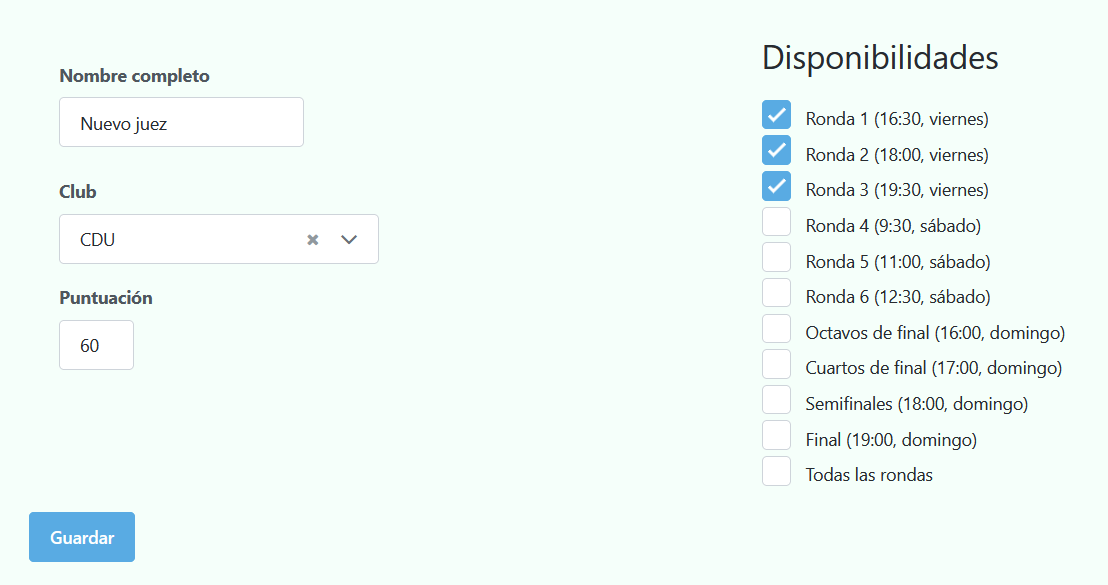 Nombre completo
Nuevo juez
Club
CDU
Puntuación
60
Guardar
Disponibilidades
Ronda 1 (16:30, viernes)
Ronda 2 (18:00, viernes)
Ronda 3 (19:30, viernes)
Ronda 4 (9:30, sábado)
Ronda 5 (11:00, sábado)
Ronda 6 (12:30, sábado)
Octavos de final (16:00, domingo)
Cuartos de final (17:00, domingo)
Semifinales (18:00, domingo)
Final (19:00, domingo)
Todas las rondas